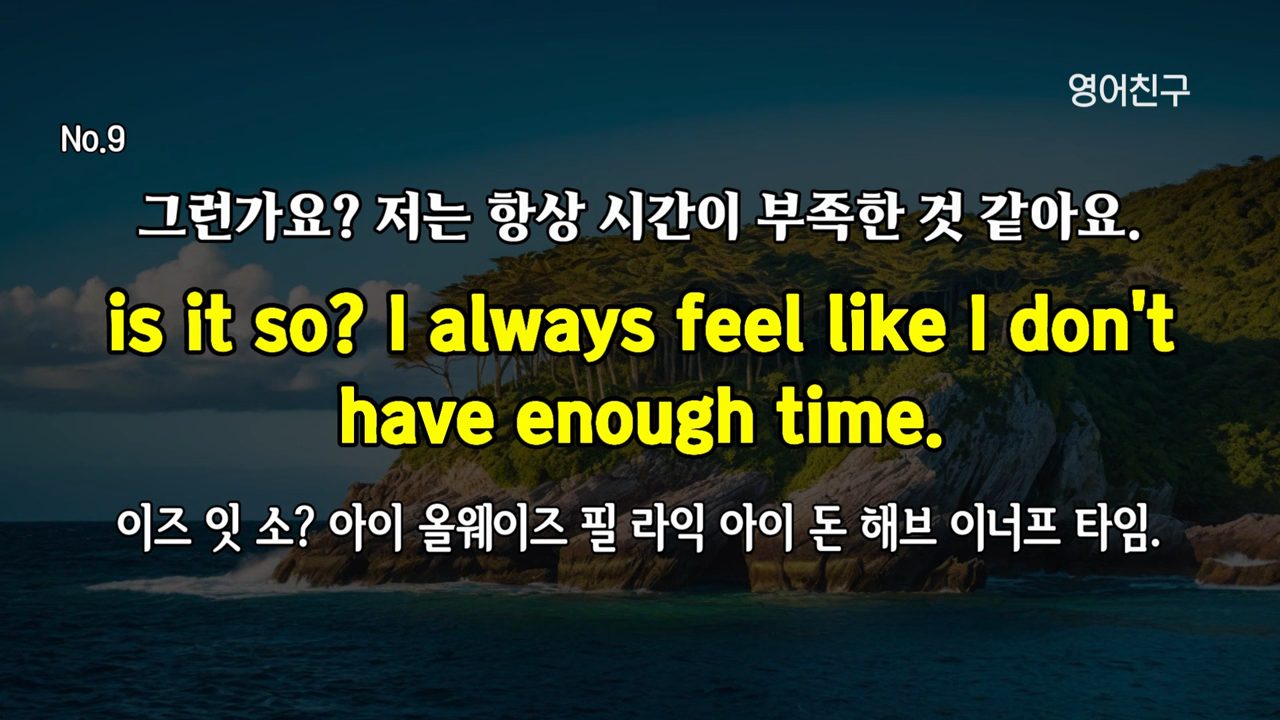 영어친구
No.9
그런가요? 저는 항상 시간이 부족한 것 같아요.
is it so? I always feel like I don't
have enough time.
이즈 잇 소? 아이 올웨이즈 필 라익 아이 돈 해브 이너프 타임.